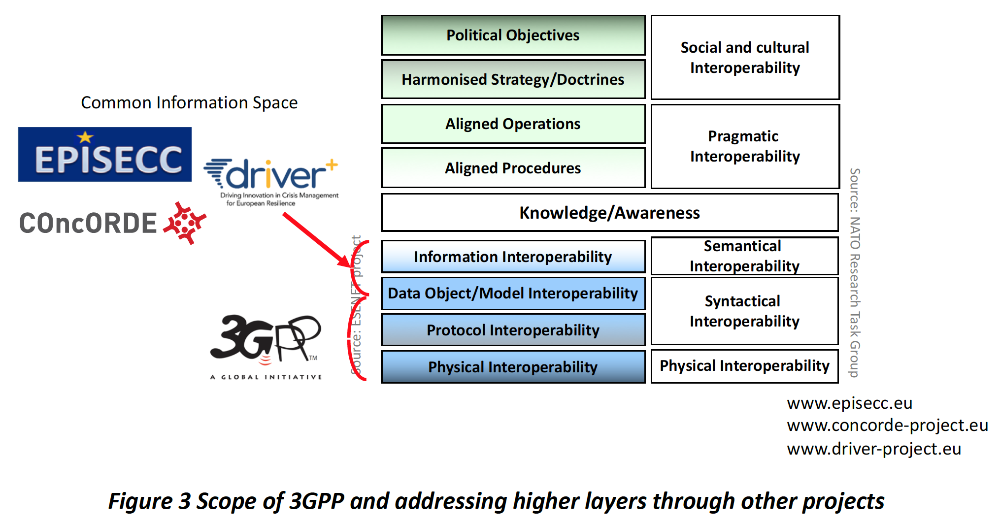 Political Objectives
Harmonised Strategy/Doctrines
Aligned Operations
Aligned Procedures
Social and cultural
Interoperability
Pragmatic
Interoperability
Common Information Space
EPISECC
driver+
Driving Innovation in Crisis Management
for European Resilience
COncORDE
Knowledge/Awareness
Information Interoperability
Data Object/Model Interoperability
Protocol Interoperability
Physical Interoperability
Semantical
Interoperability
Syntactical
Interoperability
Physical Interoperability
Source: ESENET project
Source: NATO Research Task Group
3GPP™
A GLOBAL INITIATIVE
www.episecc.eu
www.concorde-project.eu
www.driver-project.eu
Figure 3 Scope of 3GPP and addressing higher layers through other projects